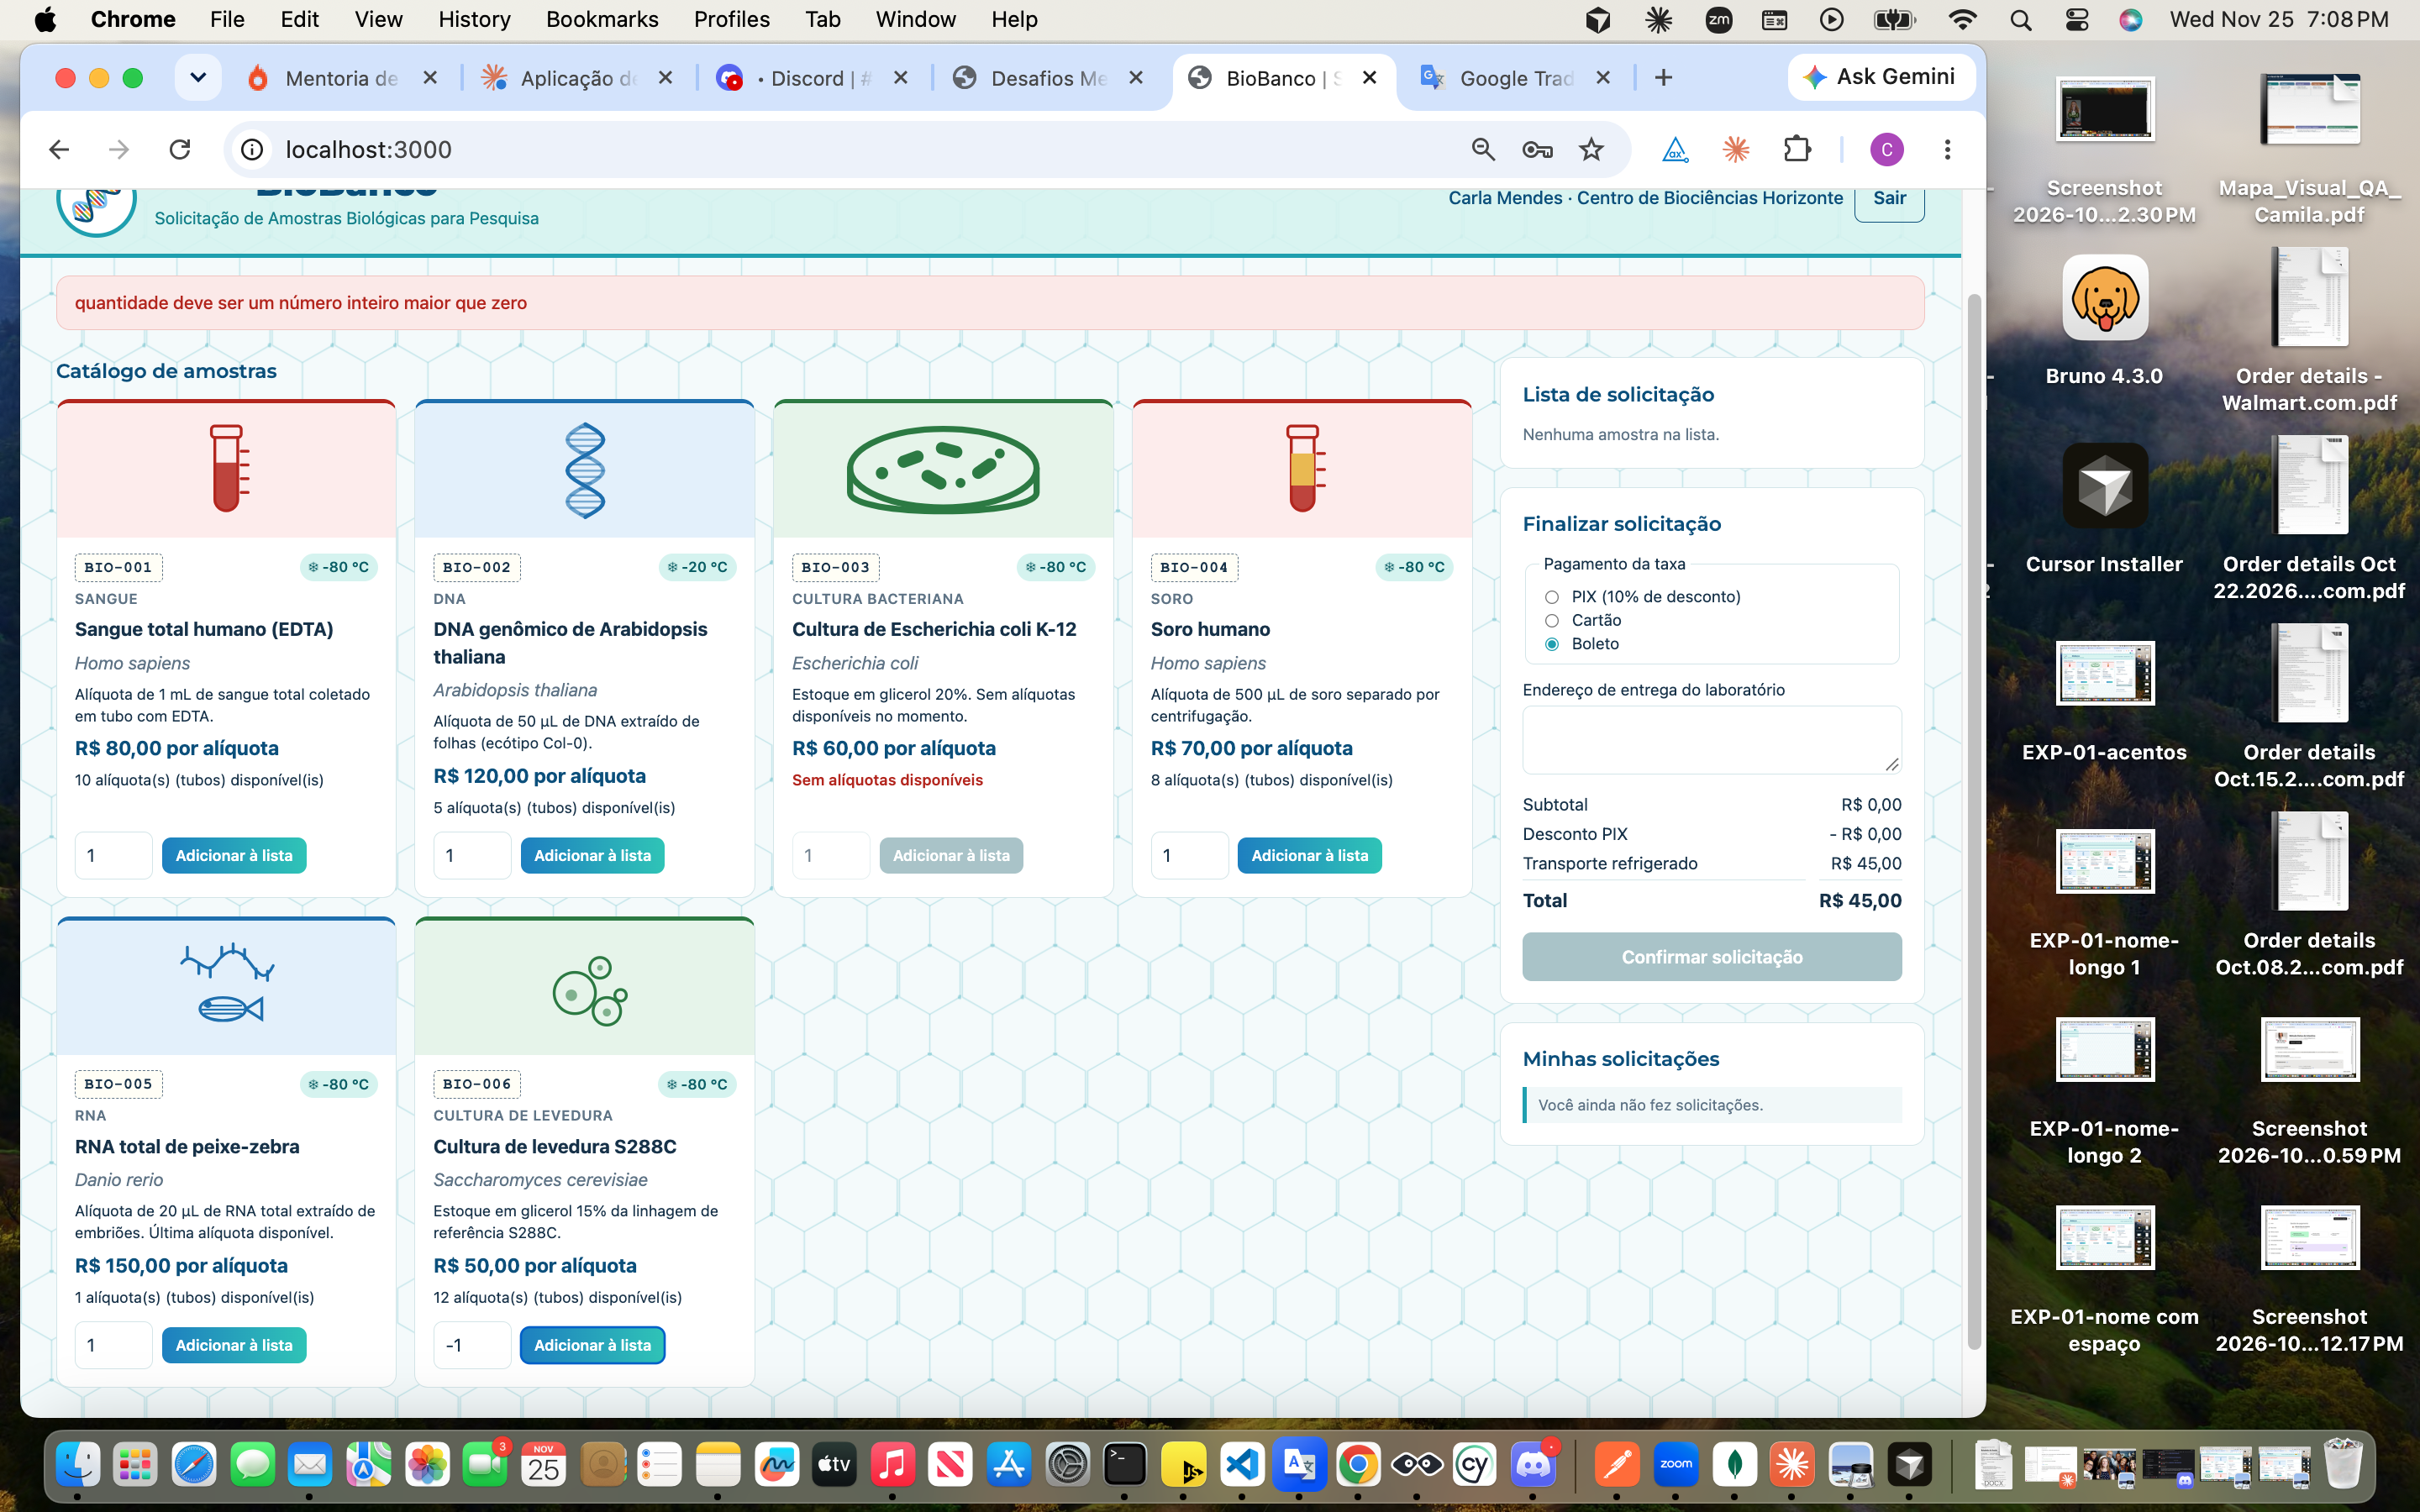 Chrome File Edit View History Bookmarks Profiles Tab Window Help
zm
Wed Nov 25 7:08 PM
Mentoria de
Aplicação de
• Discord | #
Desafios Me
BioBanco | S
Google Trad
Ask Gemini
localhost:3000
C
BioBanco
Solicitação de Amostras Biológicas para Pesquisa
Carla Mendes · Centro de Biociências Horizonte
Sair
quantidade deve ser um número inteiro maior que zero
Catálogo de amostras
BIO-001
-80 °C
SANGUE
Sangue total humano (EDTA)
Homo sapiens
Alíquota de 1 mL de sangue total coletado
em tubo com EDTA.
R$ 80,00 por alíquota
10 alíquota(s) (tubos) disponível(is)
1
Adicionar à lista
BIO-002
-20 °C
DNA
DNA genômico de Arabidopsis
thaliana
Arabidopsis thaliana
Alíquota de 50 µL de DNA extraído de
folhas (ecótipo Col-0).
R$ 120,00 por alíquota
5 alíquota(s) (tubos) disponível(is)
1
Adicionar à lista
BIO-003
-80 °C
CULTURA BACTERIANA
Cultura de Escherichia coli K-12
Escherichia coli
Estoque em glicerol 20%. Sem alíquotas
disponíveis no momento.
R$ 60,00 por alíquota
Sem alíquotas disponíveis
1
Adicionar à lista
BIO-004
-80 °C
SORO
Soro humano
Homo sapiens
Alíquota de 500 µL de soro separado por
centrifugação.
R$ 70,00 por alíquota
8 alíquota(s) (tubos) disponível(is)
1
Adicionar à lista
BIO-005
-80 °C
RNA
RNA total de peixe-zebra
Danio rerio
Alíquota de 20 µL de RNA total extraído de
embriões. Última alíquota disponível.
R$ 150,00 por alíquota
1 alíquota(s) (tubos) disponível(is)
1
Adicionar à lista
BIO-006
-80 °C
CULTURA DE LEVEDURA
Cultura de levedura S288C
Saccharomyces cerevisiae
Estoque em glicerol 15% da linhagem de
referência S288C.
R$ 50,00 por alíquota
12 alíquota(s) (tubos) disponível(is)
-1
Adicionar à lista
Lista de solicitação
Nenhuma amostra na lista.
Finalizar solicitação
Pagamento da taxa
PIX (10% de desconto)
Cartão
Boleto
Endereço de entrega do laboratório
Subtotal R$ 0,00
Desconto PIX - R$ 0,00
Transporte refrigerado R$ 45,00
Total R$ 45,00
Confirmar solicitação
Minhas solicitações
Você ainda não fez solicitações.
Screenshot
2026-10...2.30 PM
Mapa_Visual_QA_
Camila.pdf
Bruno 4.3.0
Order details -
Walmart.com.pdf
Cursor Installer
Order details Oct
22.2026....com.pdf
EXP-01-acentos
Order details
Oct.15.2....com.pdf
EXP-01-nome-
longo 1
Order details
Oct.08.2...com.pdf
EXP-01-nome-
longo 2
Screenshot
2026-10...0.59 PM
EXP-01-nome com
espaço
Screenshot
2026-10...12.17 PM
3
NOV
25
tv
JS
A
cy
zoom
DOCX